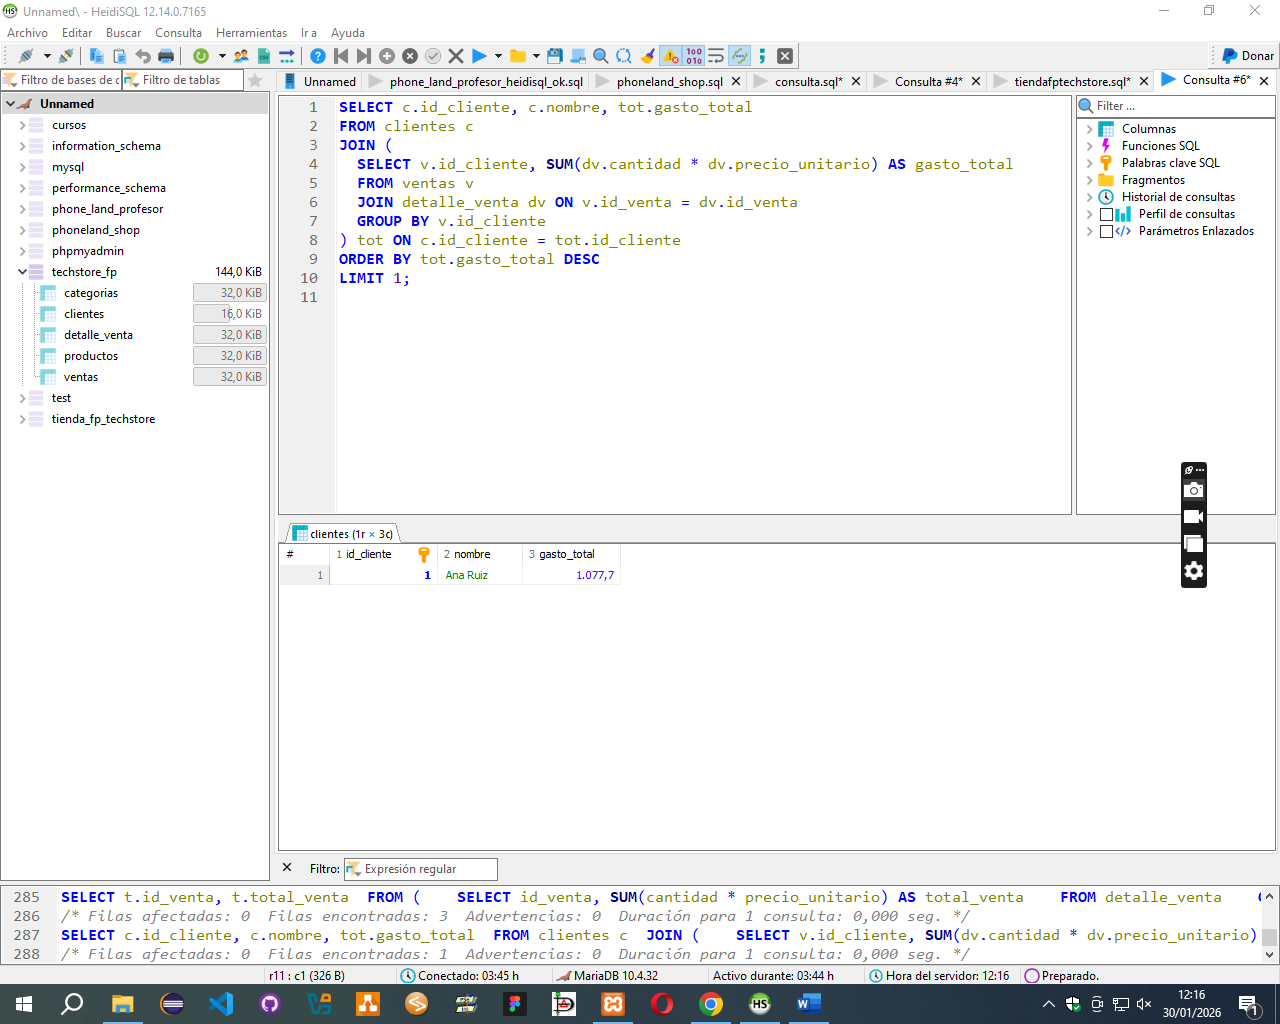 Unnamed\ - HeidiSQL 12.14.0.7165
Archivo Editar Buscar Consulta Herramientas Ir a Ayuda
Donar
Filtro de bases de d Filtro de tablas
Unnamed phone_land_profesor_heidisql_ok.sql phoneland_shop.sql consulta.sql* Consulta #4* tiendafptechstore.sql* Consulta #6*
Unnamed
cursos
information_schema
mysql
performance_schema
phone_land_profesor
phoneland_shop
phpmyadmin
techstore_fp 144,0 KiB
categorias 32,0 KiB
clientes 16,0 KiB
detalle_venta 32,0 KiB
productos 32,0 KiB
ventas 32,0 KiB
test
tienda_fp_techstore
1 SELECT c.id_cliente, c.nombre, tot.gasto_total
2 FROM clientes c
3 JOIN (
4 SELECT v.id_cliente, SUM(dv.cantidad * dv.precio_unitario) AS gasto_total
5 FROM ventas v
6 JOIN detalle_venta dv ON v.id_venta = dv.id_venta
7 GROUP BY v.id_cliente
8 ) tot ON c.id_cliente = tot.id_cliente
9 ORDER BY tot.gasto_total DESC
10 LIMIT 1;
11
Filter ...
Columnas
Funciones SQL
Palabras clave SQL
Fragmentos
Historial de consultas
Perfil de consultas
Parámetros Enlazados
clientes (1r × 3c)
# 1 id_cliente 2 nombre 3 gasto_total
1 1 Ana Ruiz 1.077,7
Filtro: Expresión regular
285 SELECT t.id_venta, t.total_venta FROM ( SELECT id_venta, SUM(cantidad * precio_unitario) AS total_venta FROM detalle_venta
286 /* Filas afectadas: 0 Filas encontradas: 3 Advertencias: 0 Duración para 1 consulta: 0,000 seg. */
287 SELECT c.id_cliente, c.nombre, tot.gasto_total FROM clientes c JOIN ( SELECT v.id_cliente, SUM(dv.cantidad * dv.precio_unitario)
288 /* Filas afectadas: 0 Filas encontradas: 1 Advertencias: 0 Duración para 1 consulta: 0,000 seg. */
r11 : c1 (326 B) Conectado: 03:45 h MariaDB 10.4.32 Activo durante: 03:44 h Hora del servidor: 12:16 Preparado.
12:16
30/01/2026